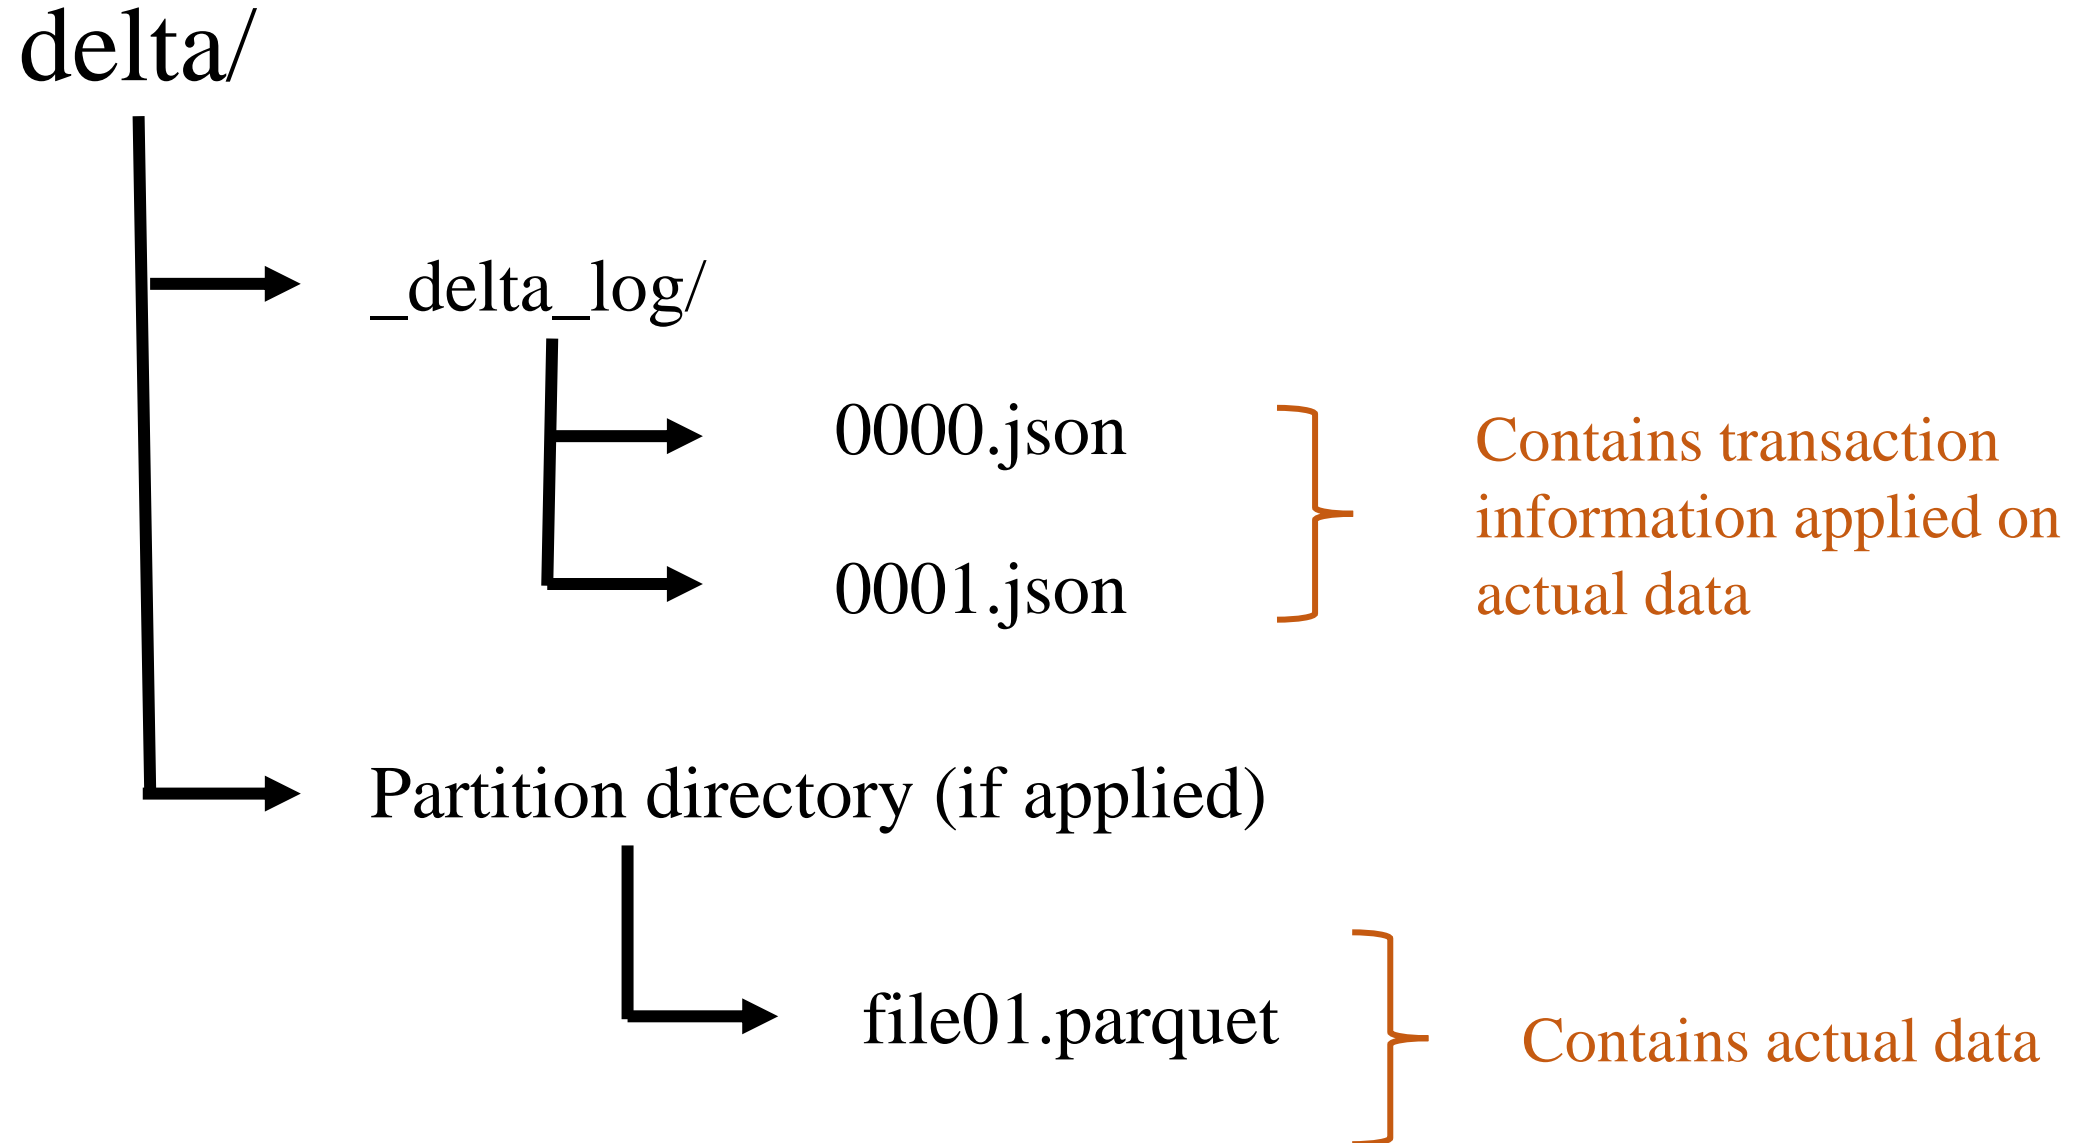 delta/
_delta_log/
0000.json
0001.json
Contains transaction
information applied on
actual data
Partition directory (if applied)
file01.parquet
Contains actual data